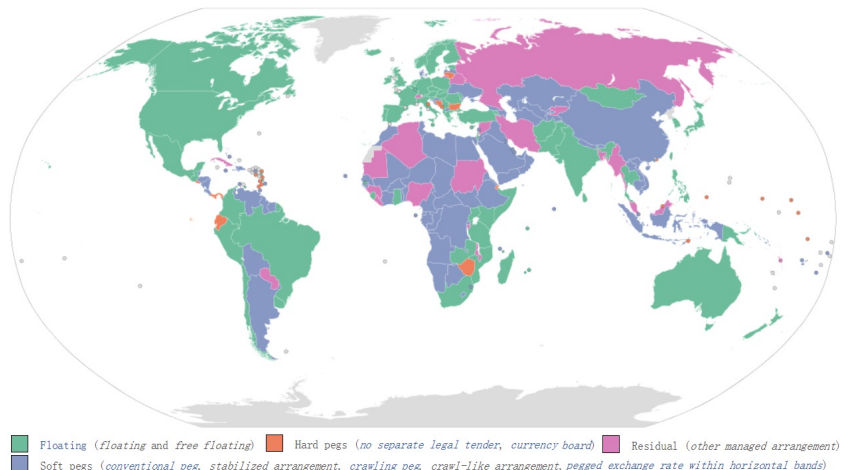 Floating (floating and free floating) Hard pegs (no separate legal tender, currency board) Residual (other managed arrangement)
Soft pegs (conventional peg, stabilized arrangement, crawling peg, crawl-like arrangement, pegged exchange rate within horizontal bands)